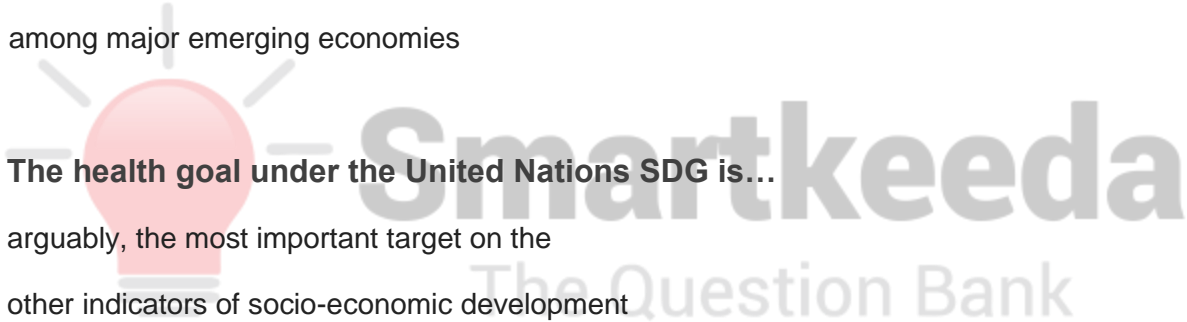 among major emerging economies
Smartkeeda
The health goal under the United Nations SDG is…
arguably, the most important target on the
The Question Bank
other indicators of socio-economic development